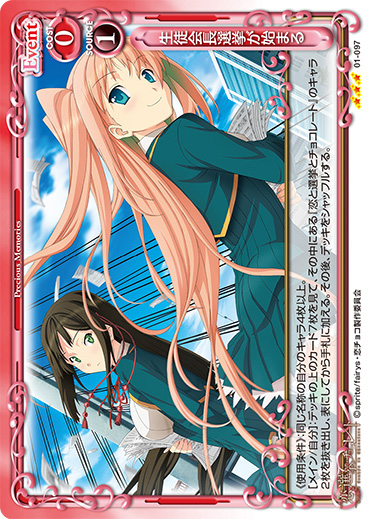 Event
COST
0
SOURCE
1
生徒会長選挙が始まる
01-097
Precious Memories
《使用条件》:同じ名称の自分のキャラ4枚以上。
[メイン/自分]:デッキの上のカード7枚を見て、その中にある『恋と選挙とチョコレート』のキャラ
2枚を抜き出し、表にしてから手札に加える。その後、デッキをシャッフルする。
©sprite/fairys・恋チョコ製作委員会